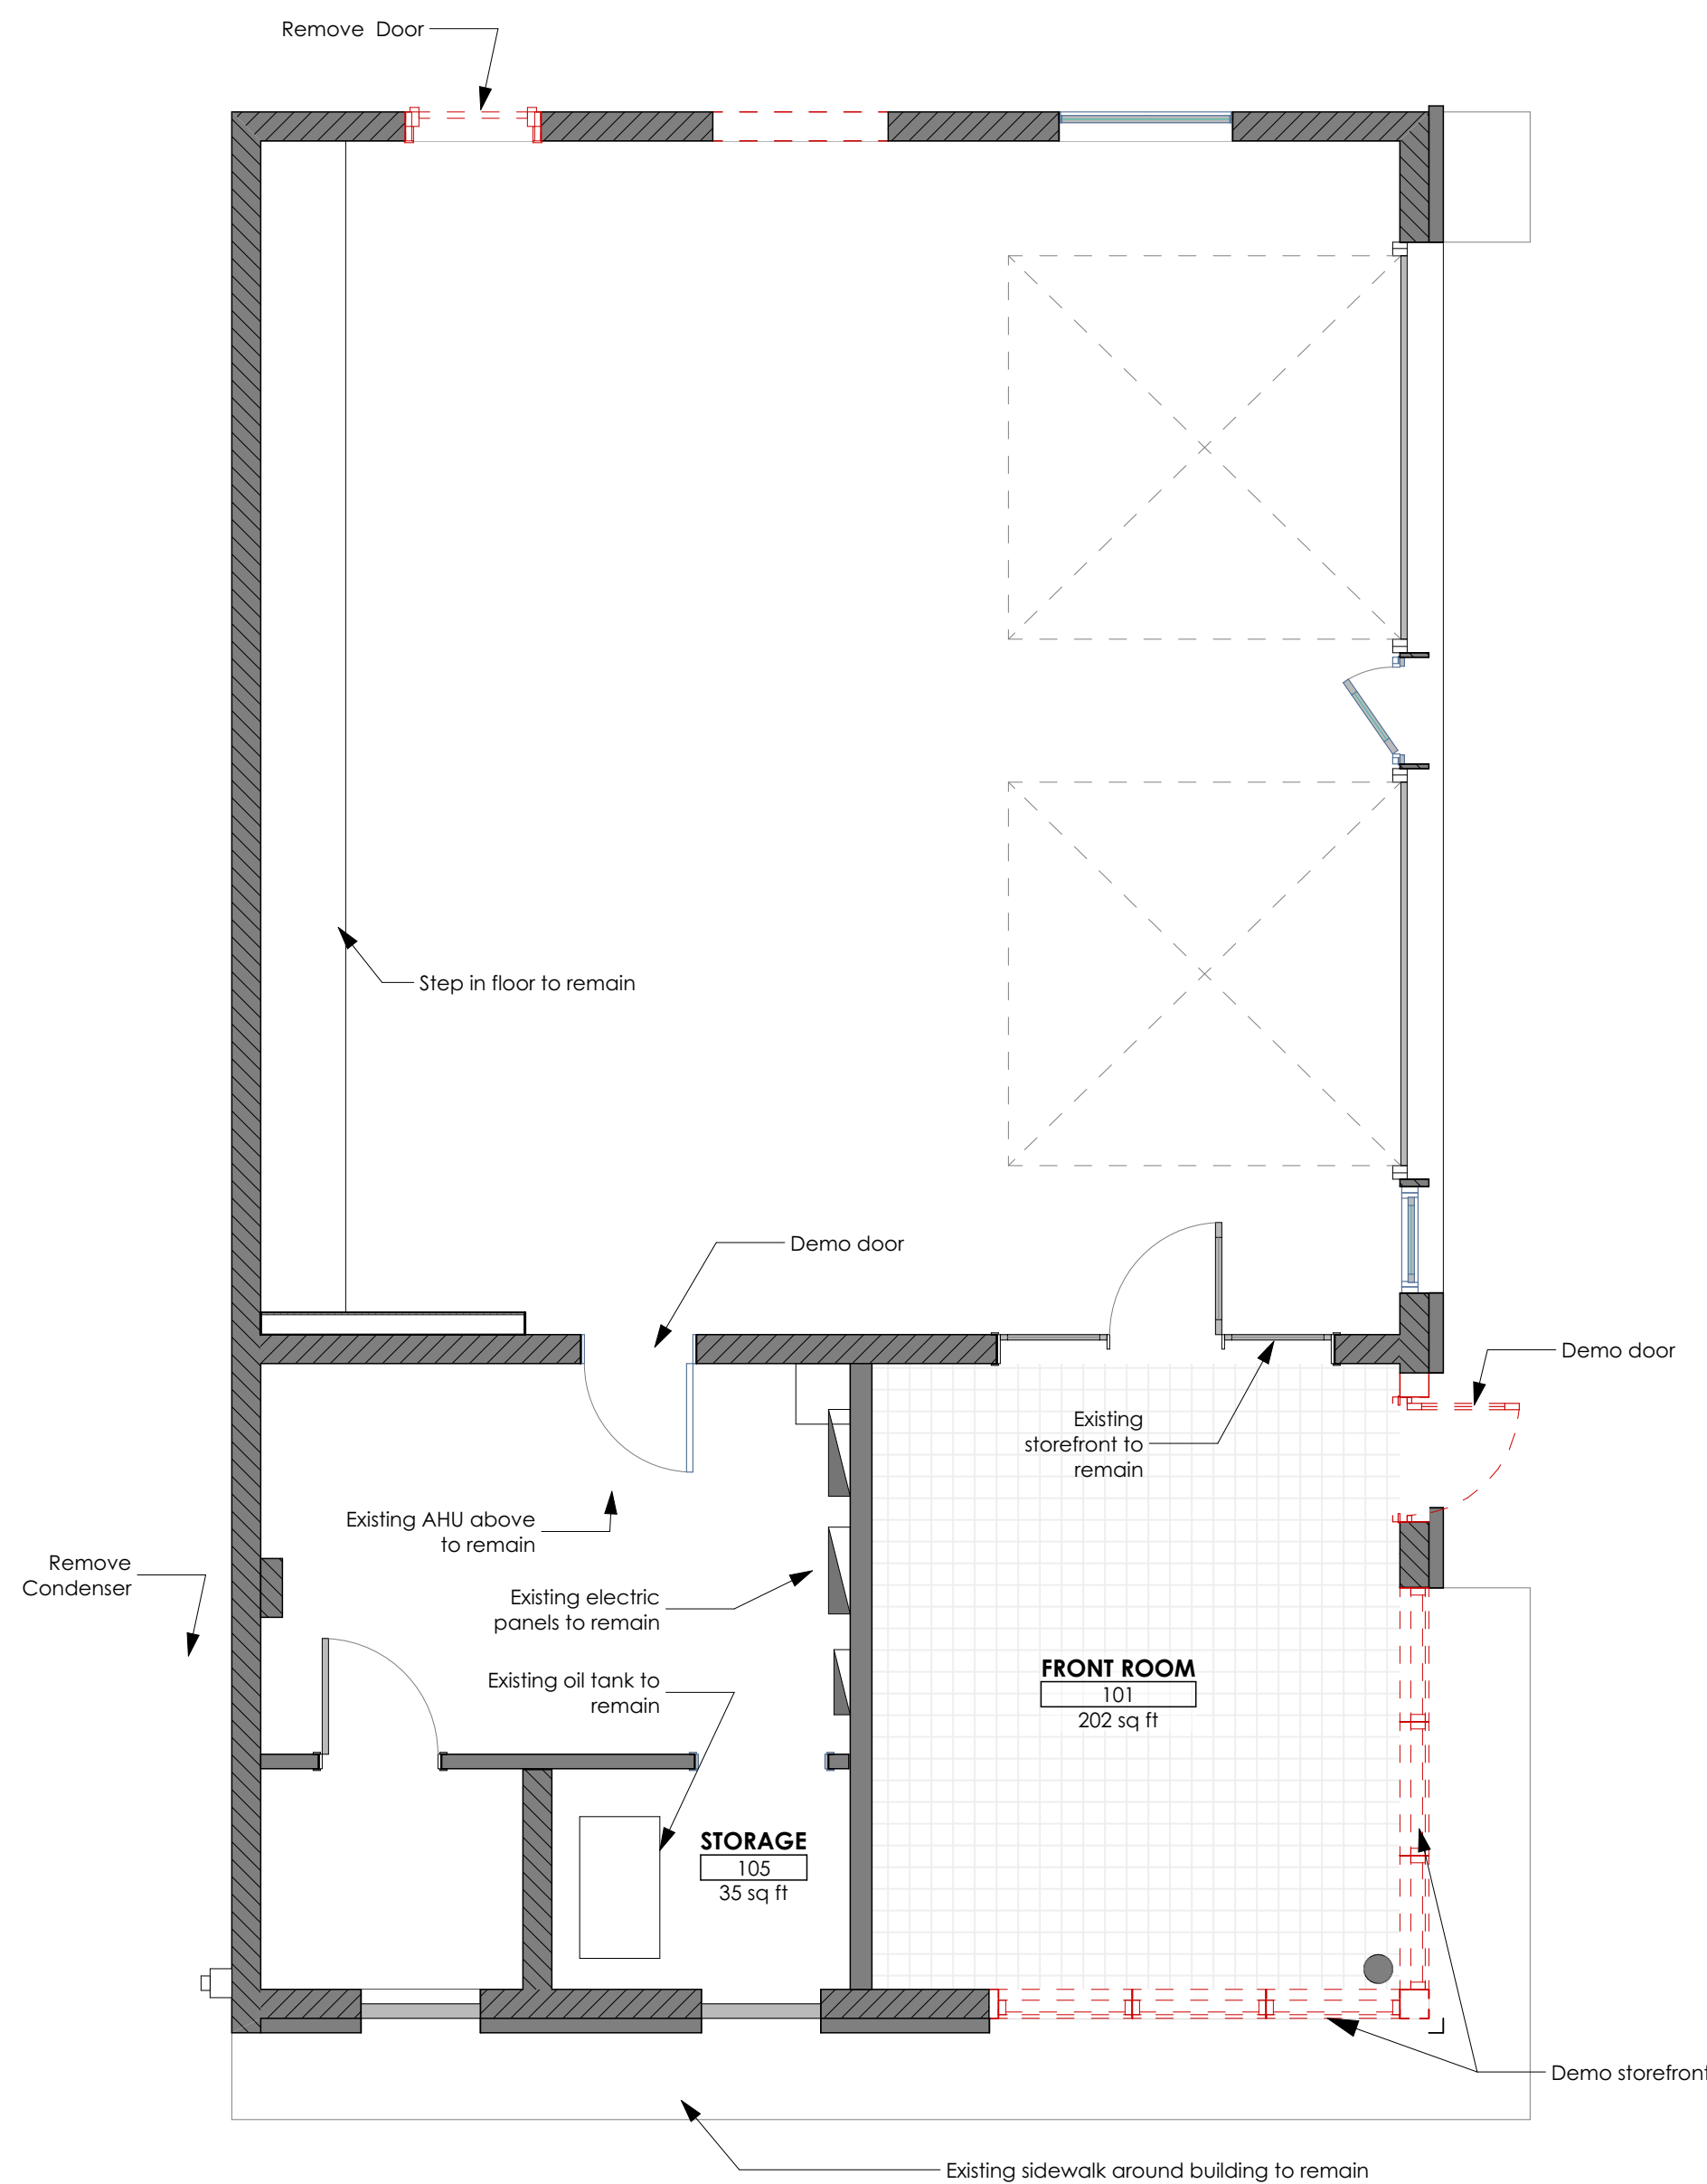 Remove  Door
Step in floor to remain
Demo door
Demo door
Existing
storefront to
remain
Existing AHU above
to remain
Remove
Condenser
Existing electric
panels to remain
Existing oil tank to
remain
FRONT ROOM
101
202 sq ft
STORAGE
105
35 sq ft
Demo storefront
Existing sidewalk around building to remain